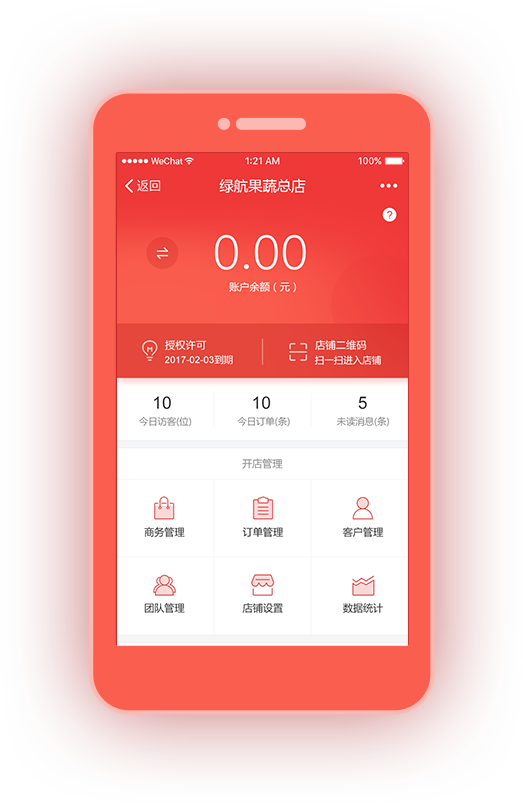 WeChat 1:21 AM 100%
返回 绿航果蔬总店
?
0.00
账户余额（元）
授权许可 店铺二维码
2017-02-03到期 扫一扫进入店铺
10 10 5
今日访客(位) 今日订单(条) 未读消息(条)
开店管理
商务管理 订单管理 客户管理
团队管理 店铺设置 数据统计